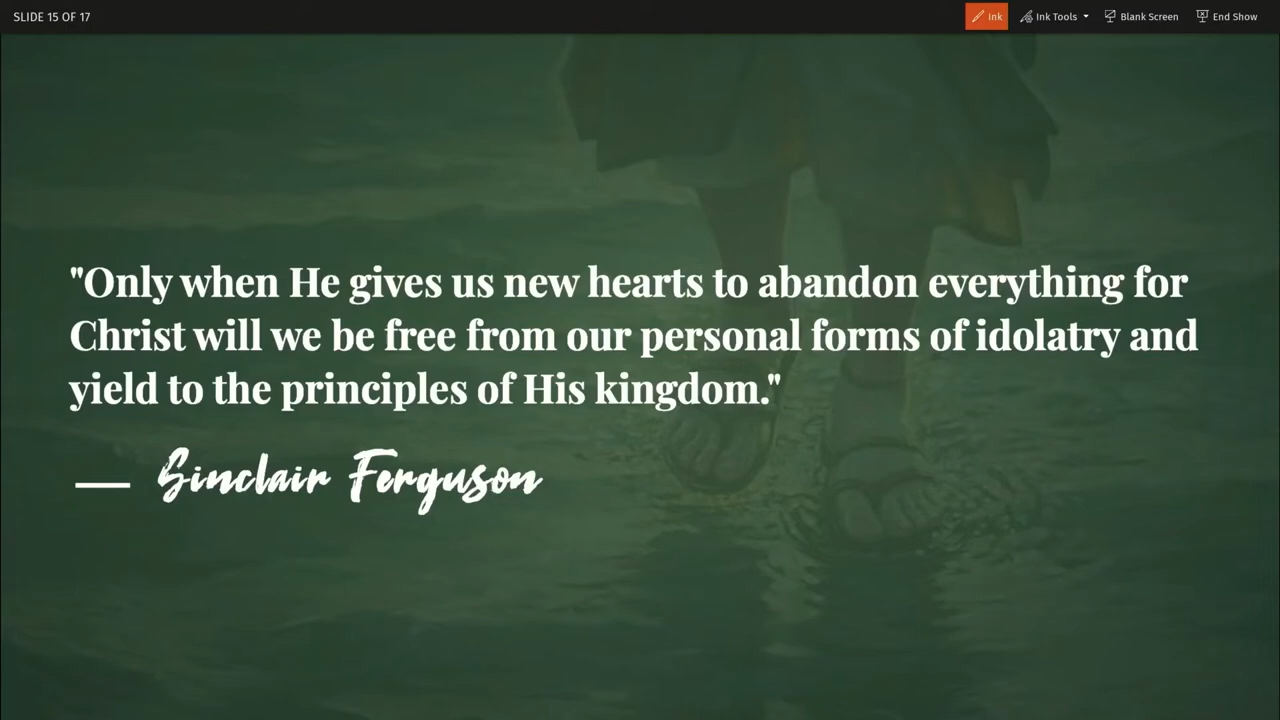 SLIDE 15 OF 17
Ink
Ink Tools
Blank Screen
End Show
"Only when He gives us new hearts to abandon everything for
Christ will we be free from our personal forms of idolatry and
yield to the principles of His kingdom."
— Sinclair Ferguson